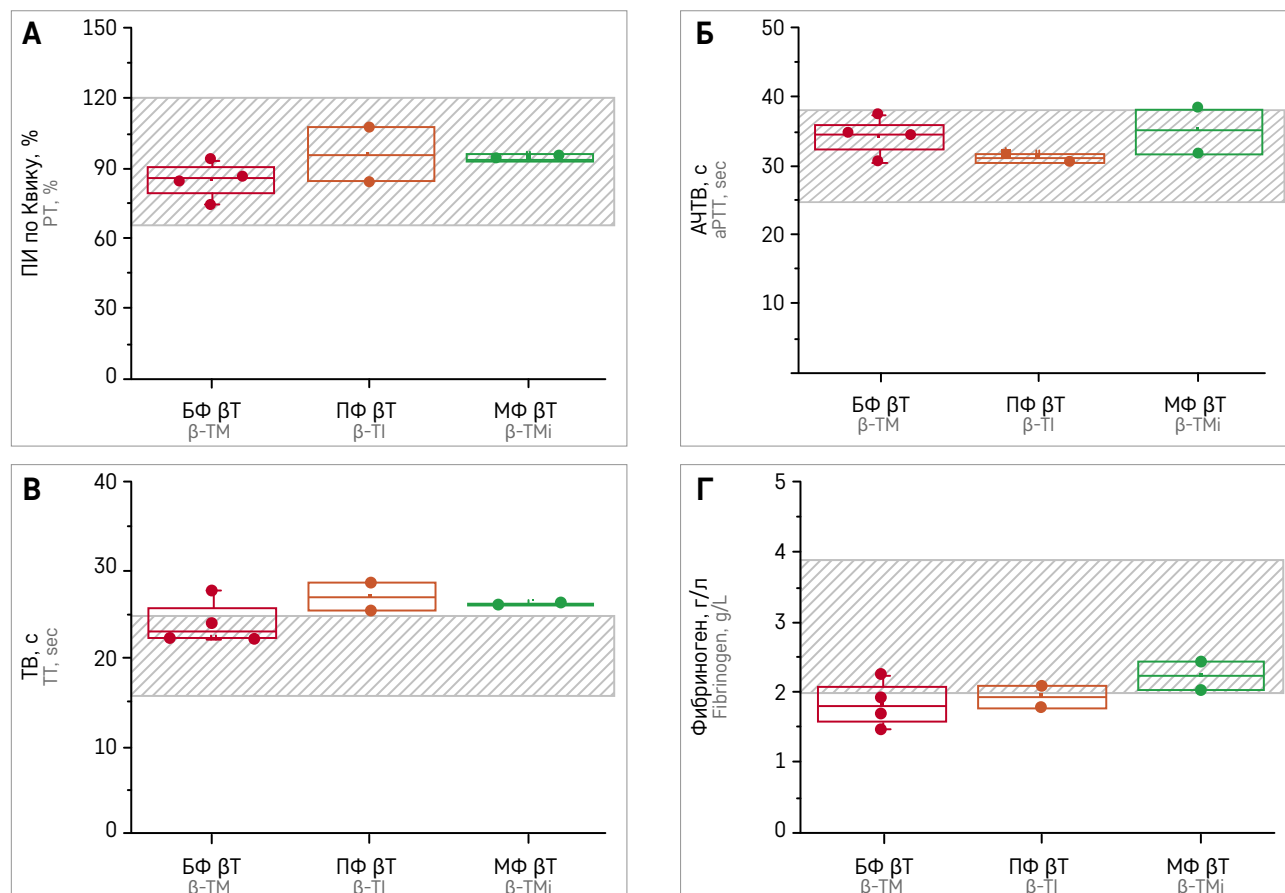 А
ПИ по Квику, %
PT, %
150
120
90
60
30
0
БФ βТ
ПФ βТ
МФ βТ
β-TM
β-TI
β-TMi
Б
АЧТВ, с
aPTT, sec
50
40
30
20
10
БФ βТ
ПФ βТ
МФ βТ
β-TM
β-TI
β-TMi
В
ТВ, с
TT, sec
40
30
20
10
0
БФ βТ
ПФ βТ
МФ βТ
β-TM
β-TI
β-TMi
Г
Фибриноген, г/л
Fibrinogen, g/L
5
4
3
2
1
0
БФ βТ
ПФ βТ
МФ βТ
β-TM
β-TI
β-TMi